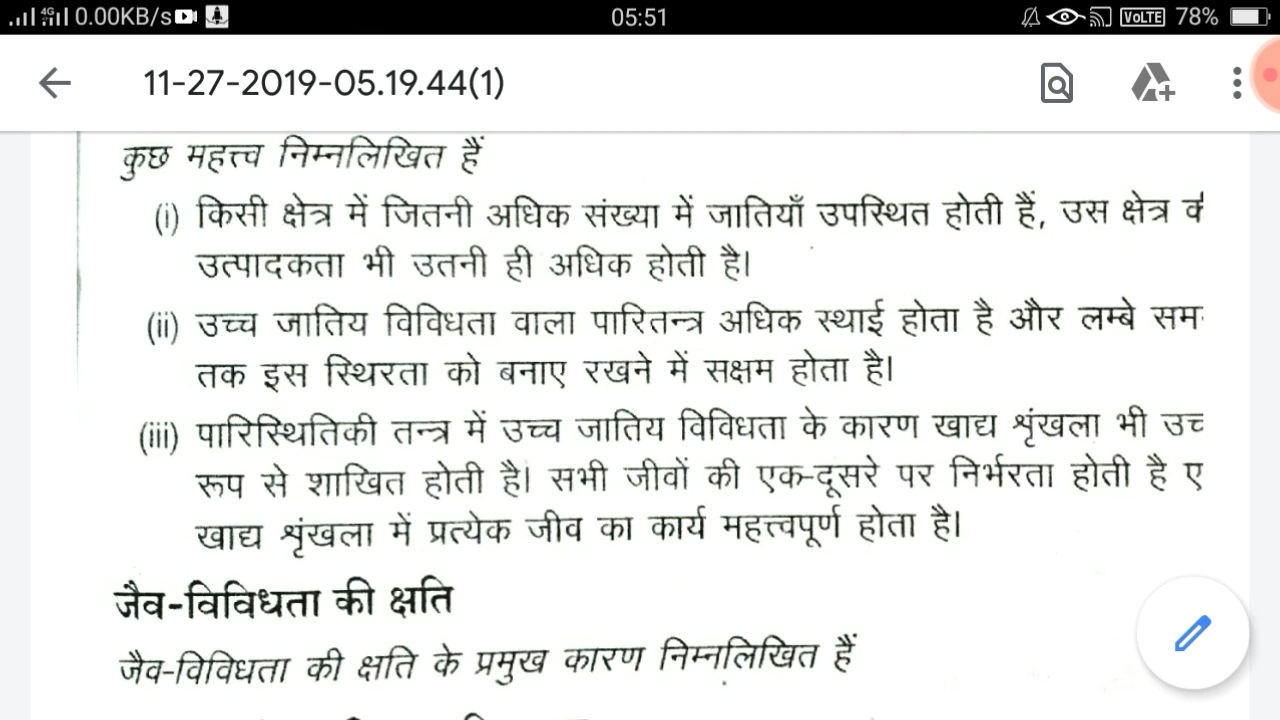 4G 0.00KB/s 05:51 VoLTE 78%
11-27-2019-05.19.44(1)
कुछ महत्त्व निम्नलिखित हैं
(i) किसी क्षेत्र में जितनी अधिक संख्या में जातियाँ उपस्थित होती हैं, उस क्षेत्र
उत्पादकता भी उतनी ही अधिक होती है।
(ii) उच्च जातिय विविधता वाला पारितन्त्र अधिक स्थाई होता है और लम्बे सम
तक इस स्थिरता को बनाए रखने में सक्षम होता है।
(iii) पारिस्थितिकी तन्त्र में उच्च जातिय विविधता के कारण खाद्य शृंखला भी
रूप से शाखित होती है। सभी जीवों की एक-दूसरे पर निर्भरता होती है ए
खाद्य शृंखला में प्रत्येक जीव का कार्य महत्त्वपूर्ण होता है।
जैव-विविधता की क्षति
जैव-विविधता की क्षति के प्रमुख कारण निम्नलिखित हैं